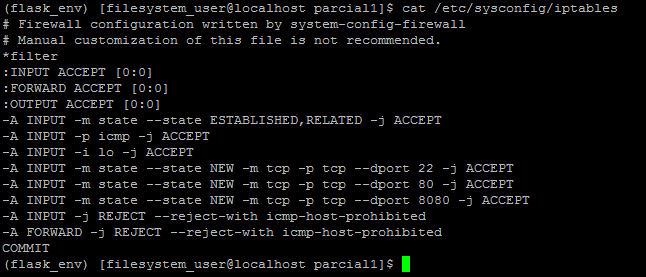 (flask_env) [filesystem_user@localhost parcial1]$ cat /etc/sysconfig/iptables
# Firewall configuration written by system-config-firewall
# Manual customization of this file is not recommended.
*filter
:INPUT ACCEPT [0:0]
:FORWARD ACCEPT [0:0]
:OUTPUT ACCEPT [0:0]
-A INPUT -m state --state ESTABLISHED,RELATED -j ACCEPT
-A INPUT -p icmp -j ACCEPT
-A INPUT -i lo -j ACCEPT
-A INPUT -m state --state NEW -m tcp -p tcp --dport 22 -j ACCEPT
-A INPUT -m state --state NEW -m tcp -p tcp --dport 80 -j ACCEPT
-A INPUT -m state --state NEW -m tcp -p tcp --dport 8080 -j ACCEPT
-A INPUT -j REJECT --reject-with icmp-host-prohibited
-A FORWARD -j REJECT --reject-with icmp-host-prohibited
COMMIT
(flask_env) [filesystem_user@localhost parcial1]$